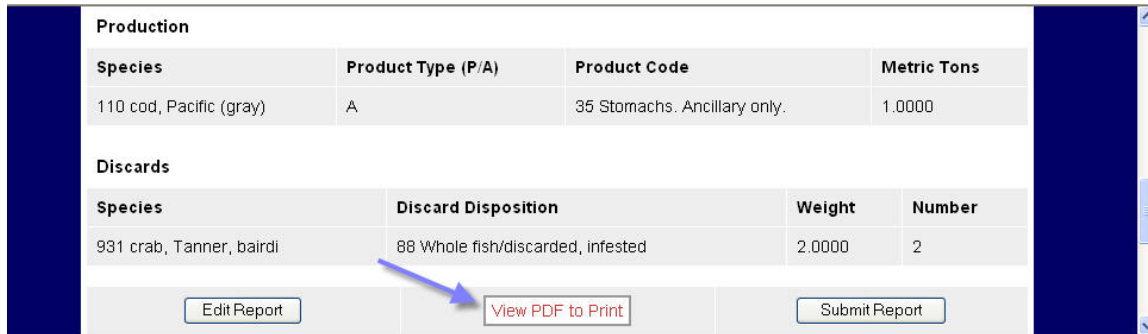 Production
Species Product Type (P/A) Product Code Metric Tons
110 cod, Pacific (gray) A 35 Stomachs. Ancillary only. 1.0000
Discards
Species Discard Disposition Weight Number
931 crab, Tanner, bairdi 88 Whole fish/discarded, infested 2.0000 2
Edit Report View PDF to Print Submit Report